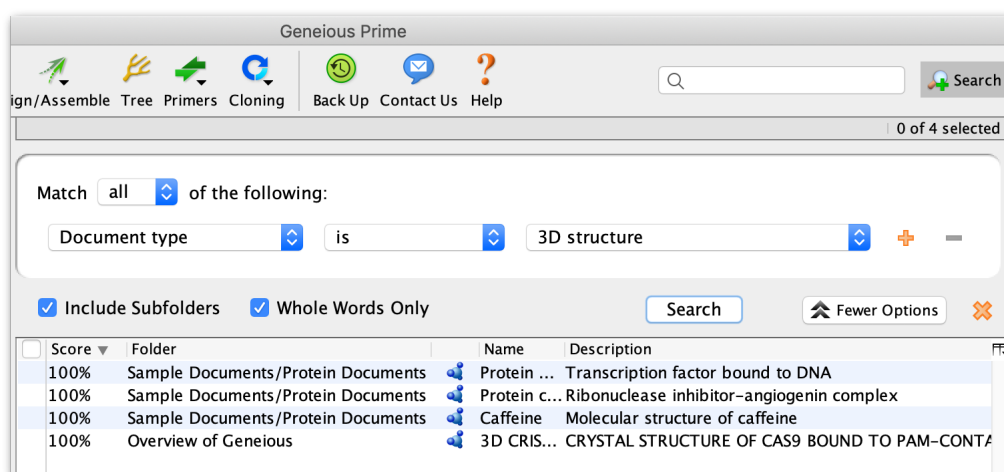 Geneious Prime
ign/Assemble Tree Primers Cloning Back Up Contact Us Help Search
0 of 4 selected
Match all of the following:
Document type is 3D structure
Include Subfolders Whole Words Only Search Fewer Options
Score Folder Name Description
100% Sample Documents/Protein Documents Protein ... Transcription factor bound to DNA
100% Sample Documents/Protein Documents Protein c... Ribonuclease inhibitor-angiogenin complex
100% Sample Documents/Protein Documents Caffeine Molecular structure of caffeine
100% Overview of Geneious 3D CRIS... CRYSTAL STRUCTURE OF CAS9 BOUND TO PAM-CONTA